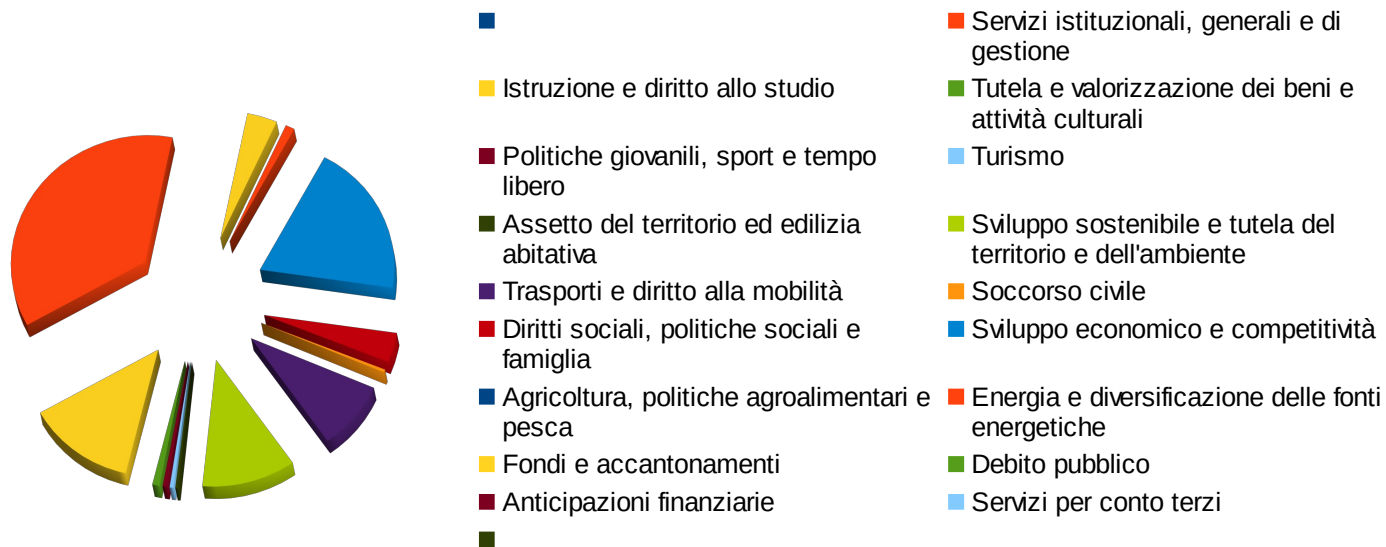 Servizi istituzionali, generali e di
gestione
Istruzione e diritto allo studio
Tutela e valorizzazione dei beni e
attività culturali
Politiche giovanili, sport e tempo
libero
Turismo
Assetto del territorio ed edilizia
abitativa
Sviluppo sostenibile e tutela del
territorio e dell'ambiente
Trasporti e diritto alla mobilità
Soccorso civile
Diritti sociali, politiche sociali e
famiglia
Sviluppo economico e competitività
Agricoltura, politiche agroalimentari e
pesca
Energia e diversificazione delle fonti
energetiche
Fondi e accantonamenti
Debito pubblico
Anticipazioni finanziarie
Servizi per conto terzi